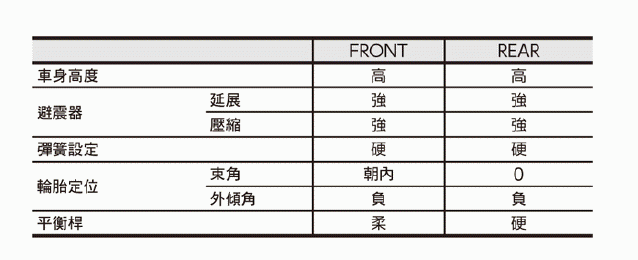 FRONT REAR
車身高度 高 高
避震器 延展 強 強
壓縮 強 強
彈簧設定 硬 硬
輪胎定位 束角 朝內 0
外傾角 負 負
平衡桿 柔 硬